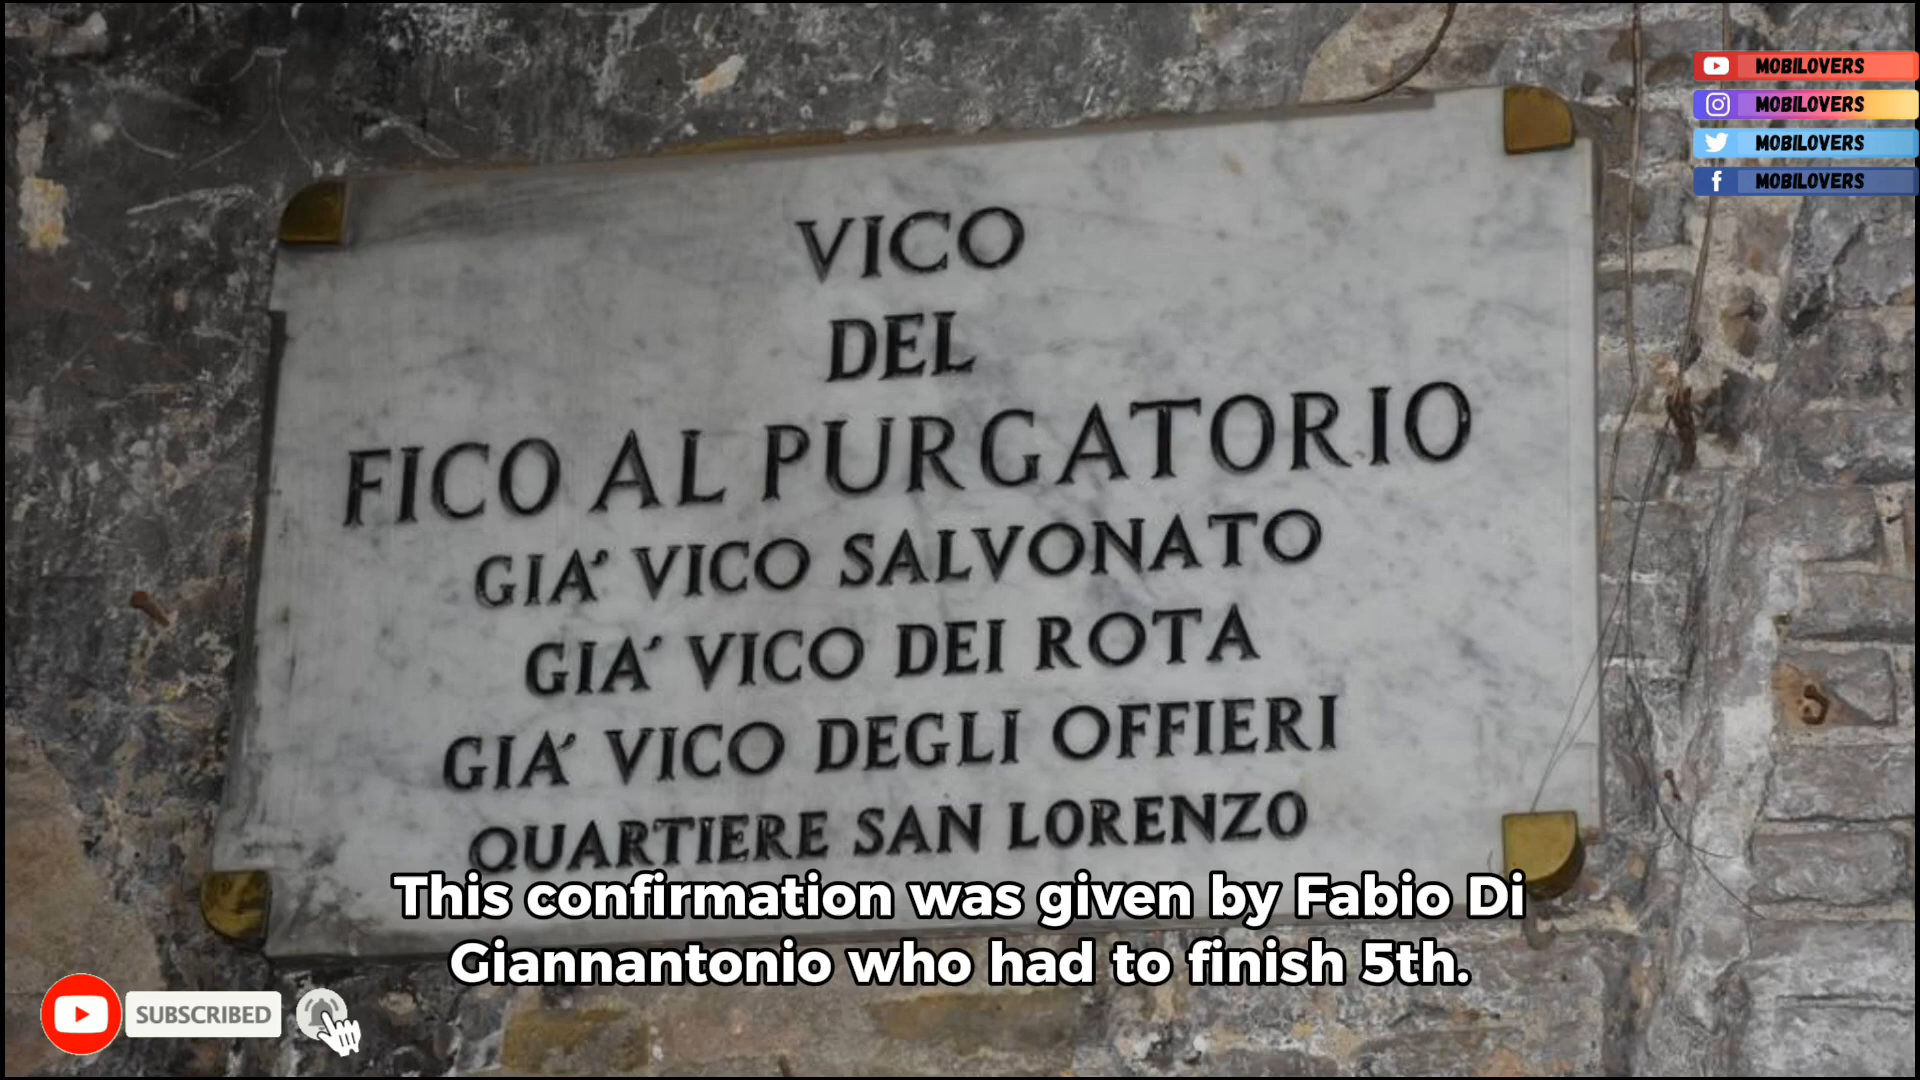 MOBILOVERS
MOBILOVERS
MOBILOVERS
MOBILOVERS
VICO
DEL
FICO AL PURGATORIO
GIA' VICO SALVONATO
GIA' VICO DEI ROTA
GIA' VICO DEGLI OFFIERI
QUARTIERE SAN LORENZO
This confirmation was given by Fabio Di
Giannantonio who had to finish 5th.
SUBSCRIBED